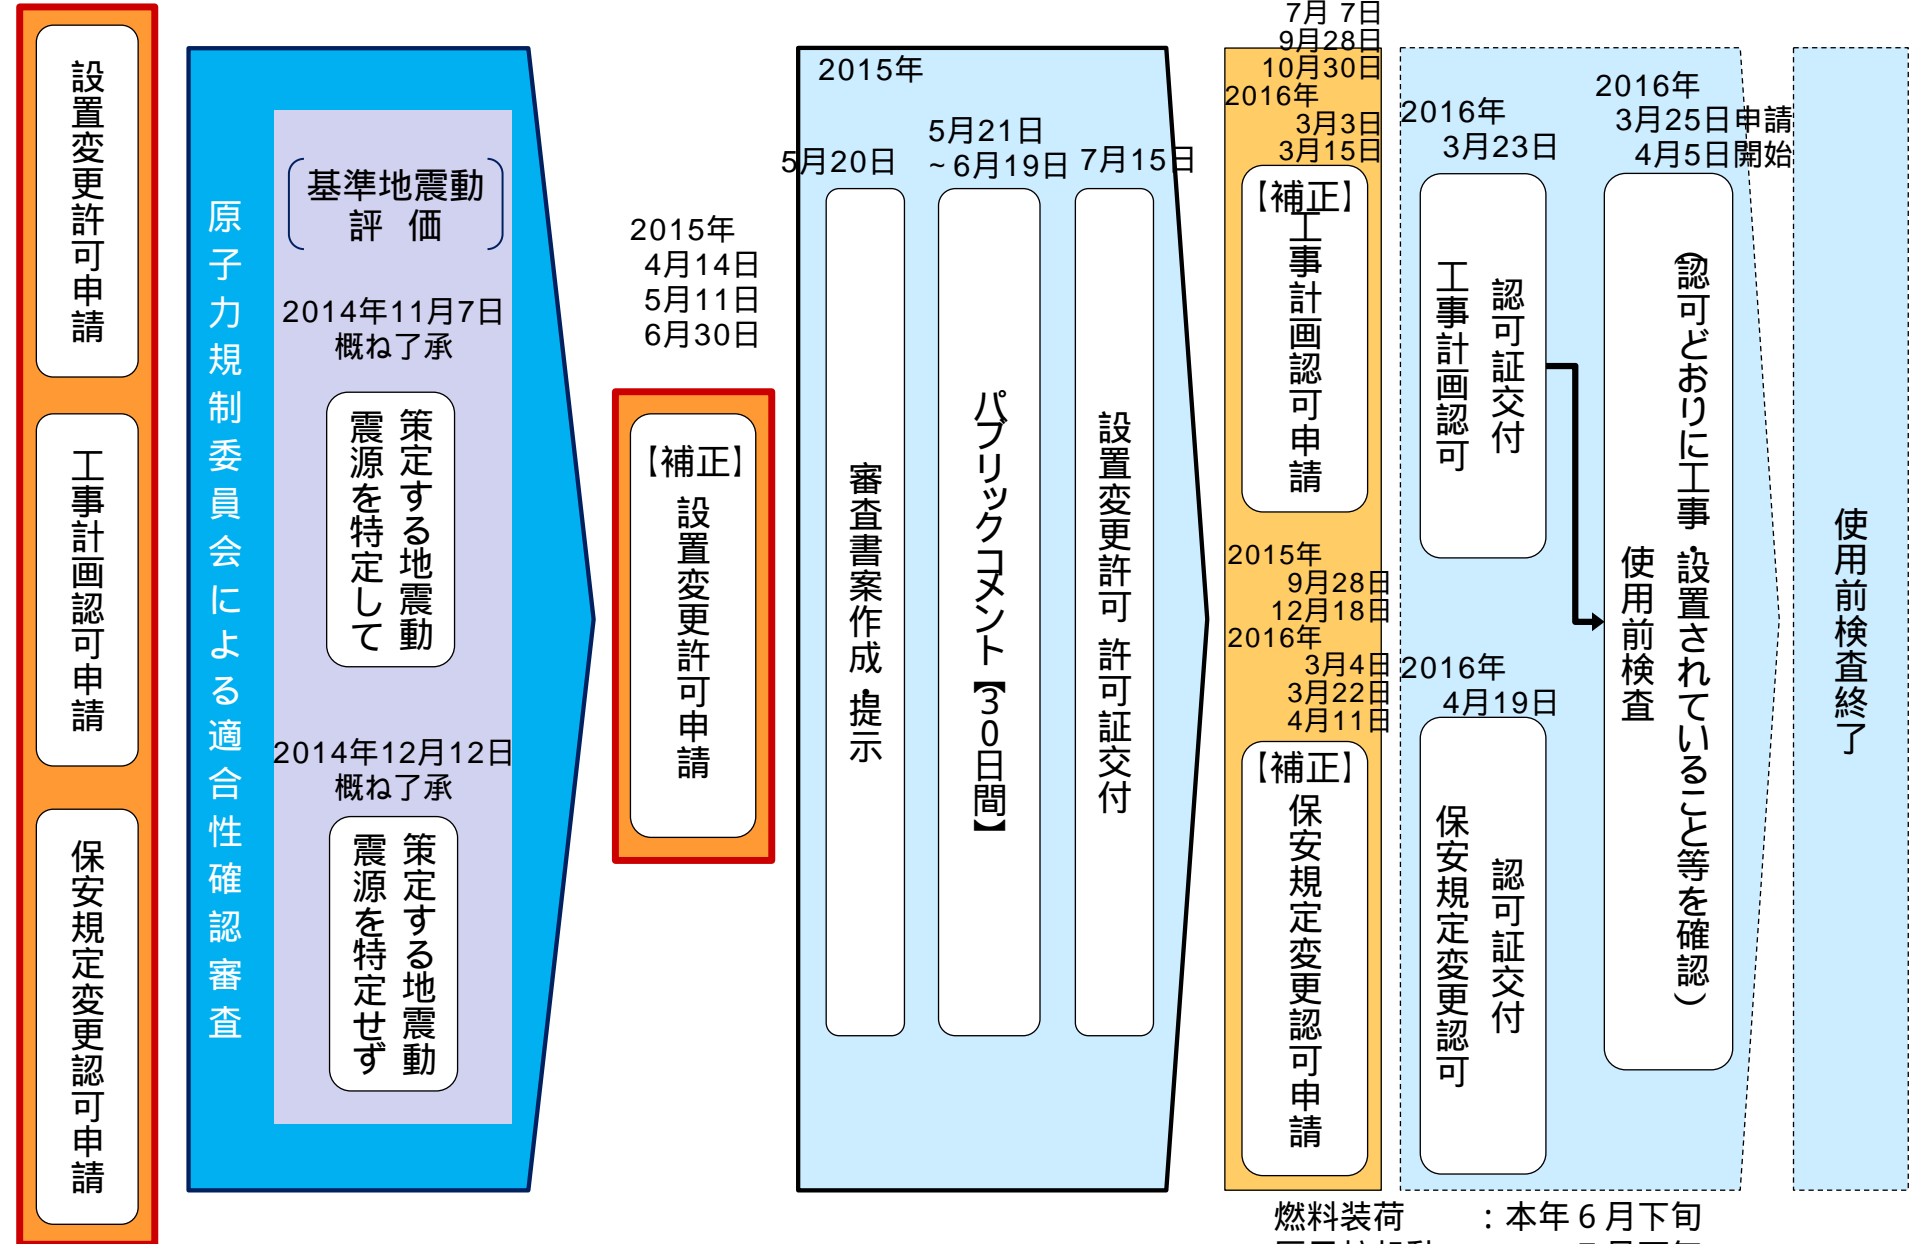 設置変更許可申請
工事計画認可申請
保安規定変更認可申請
原子力規制委員会による適合性確認審査
基準地震動
評 価
2014年11月7日
概ね了承
策定する地震動
震源を特定して
2014年12月12日
概ね了承
策定する地震動
震源を特定せず
2015年
4月14日
5月11日
6月30日
【補正】
設置変更許可申請
2015年
5月20日
審査書案作成・提示
5月21日
~6月19日
パブリックコメント【30日間】
7月15日
設置変更許可 許可証交付
7月 7日
9月28日
10月30日
2016年
3月3日
3月15日
【補正】
工事計画認可申請
2015年
9月28日
12月18日
2016年
3月4日
3月22日
4月11日
【補正】
保安規定変更認可申請
2016年
3月23日
工事計画認可
認可証交付
2016年
4月19日
保安規定変更認可
認可証交付
2016年
3月25日申請
4月5日開始
使用前検査
(認可どおりに工事・設置されていること等を確認)
使用前検査終了
燃料装荷 :本年6月下旬